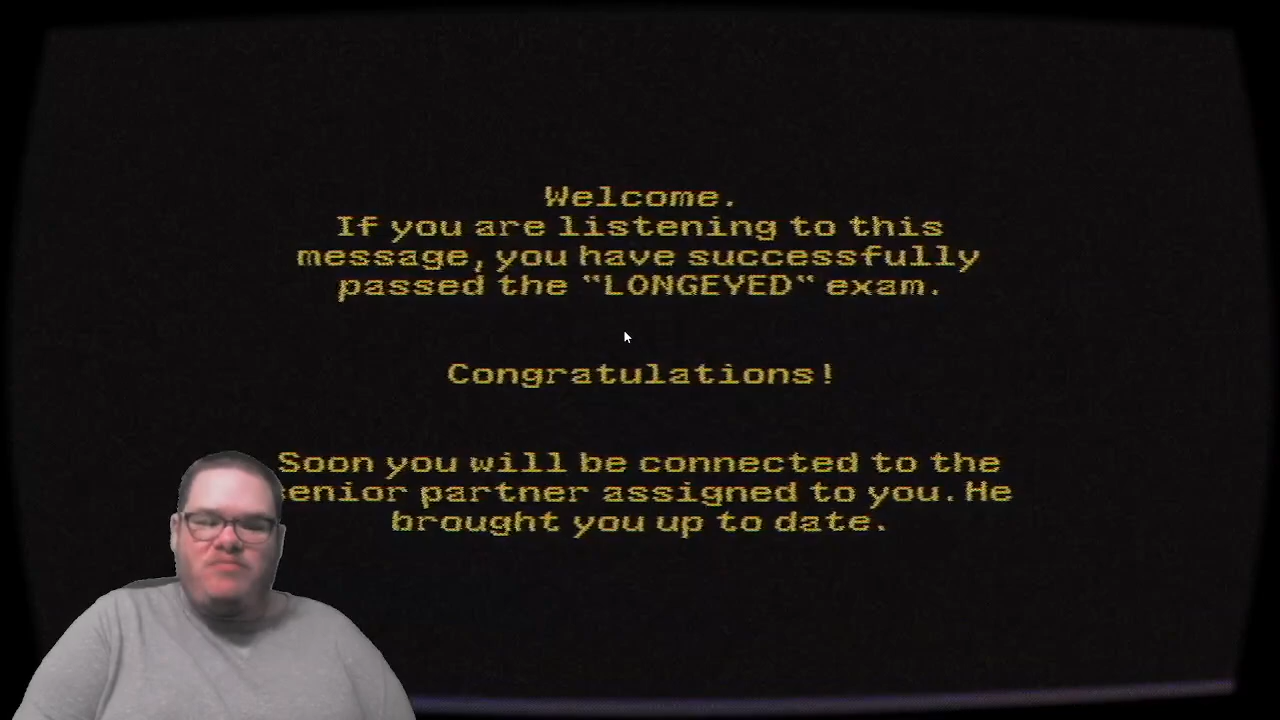 Welcome.
If you are listening to this
message, you have successfully
passed the "LONGEYED" exam.
Congratulations!
Soon you will be connected to the
senior partner assigned to you. He
brought you up to date.